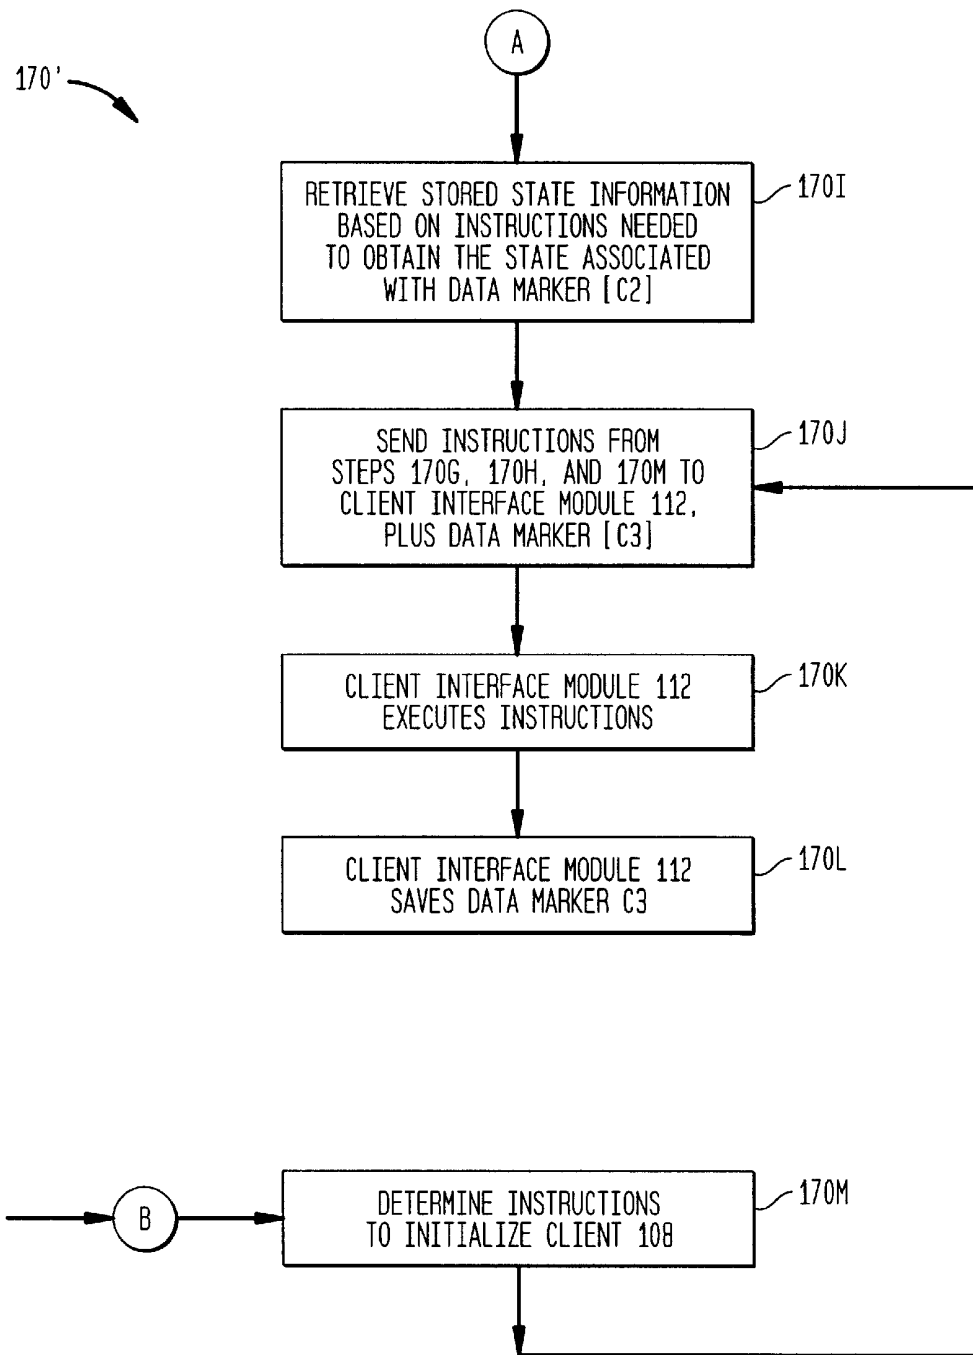 A
170'
RETRIEVE STORED STATE INFORMATION
BASED ON INSTRUCTIONS NEEDED
TO OBTAIN THE STATE ASSOCIATED
WITH DATA MARKER [C2]
170I
SEND INSTRUCTIONS FROM
STEPS 170G, 170H, AND 170M TO
CLIENT INTERFACE MODULE 112,
PLUS DATA MARKER [C3]
170J
CLIENT INTERFACE MODULE 112
EXECUTES INSTRUCTIONS
170K
CLIENT INTERFACE MODULE 112
SAVES DATA MARKER C3
170L
B
DETERMINE INSTRUCTIONS
TO INITIALIZE CLIENT 108
170M